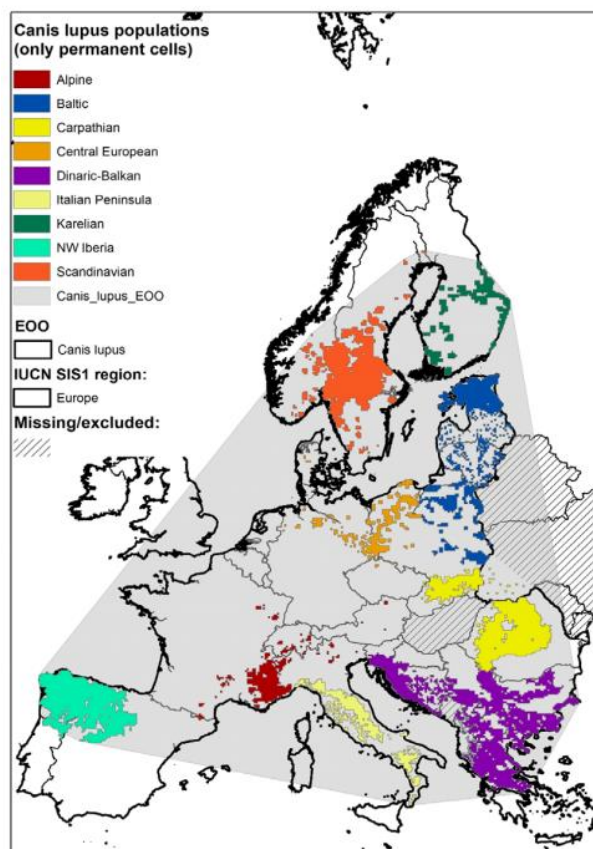 Canis lupus populations
(only permanent cells)
Alpine
Baltic
Carpathian
Central European
Dinaric-Balkan
Italian Peninsula
Karelian
NW Iberia
Scandinavian
Canis_lupus_EOO
EOO
Canis lupus
IUCN SIS1 region:
Europe
Missing/excluded: